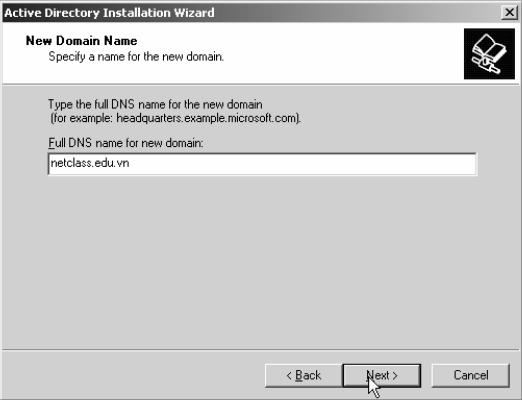 Active Directory Installation Wizard
New Domain Name
Specify a name for the new domain.
Type the full DNS name for the new domain
(for example: headquarters.example.microsoft.com).
Full DNS name for new domain:
netclass.edu.vn
< Back Next > Cancel